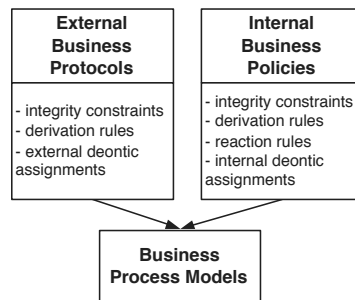 External
Business
Protocols
- integrity constraints
- derivation rules
- external deontic
assignments
Internal
Business
Policies
- integrity constraints
- derivation rules
- reaction rules
- internal deontic
assignments
Business
Process Models